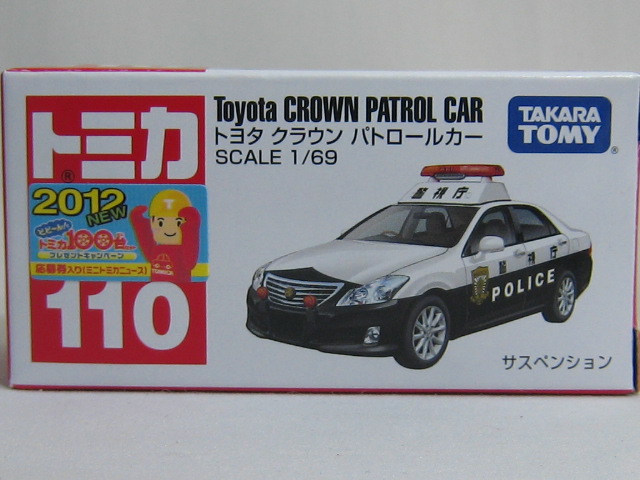 トミカ
®
Toyota CROWN PATROL CAR
トヨタ クラウン パトロールカー
SCALE 1/69
TAKARA
TOMY
®
2012
NEW
トミカ100台
プレゼントキャンペーン
応募券入り(ミニトミカニュース)
110
警視庁
警視庁
POLICE
サスペンション